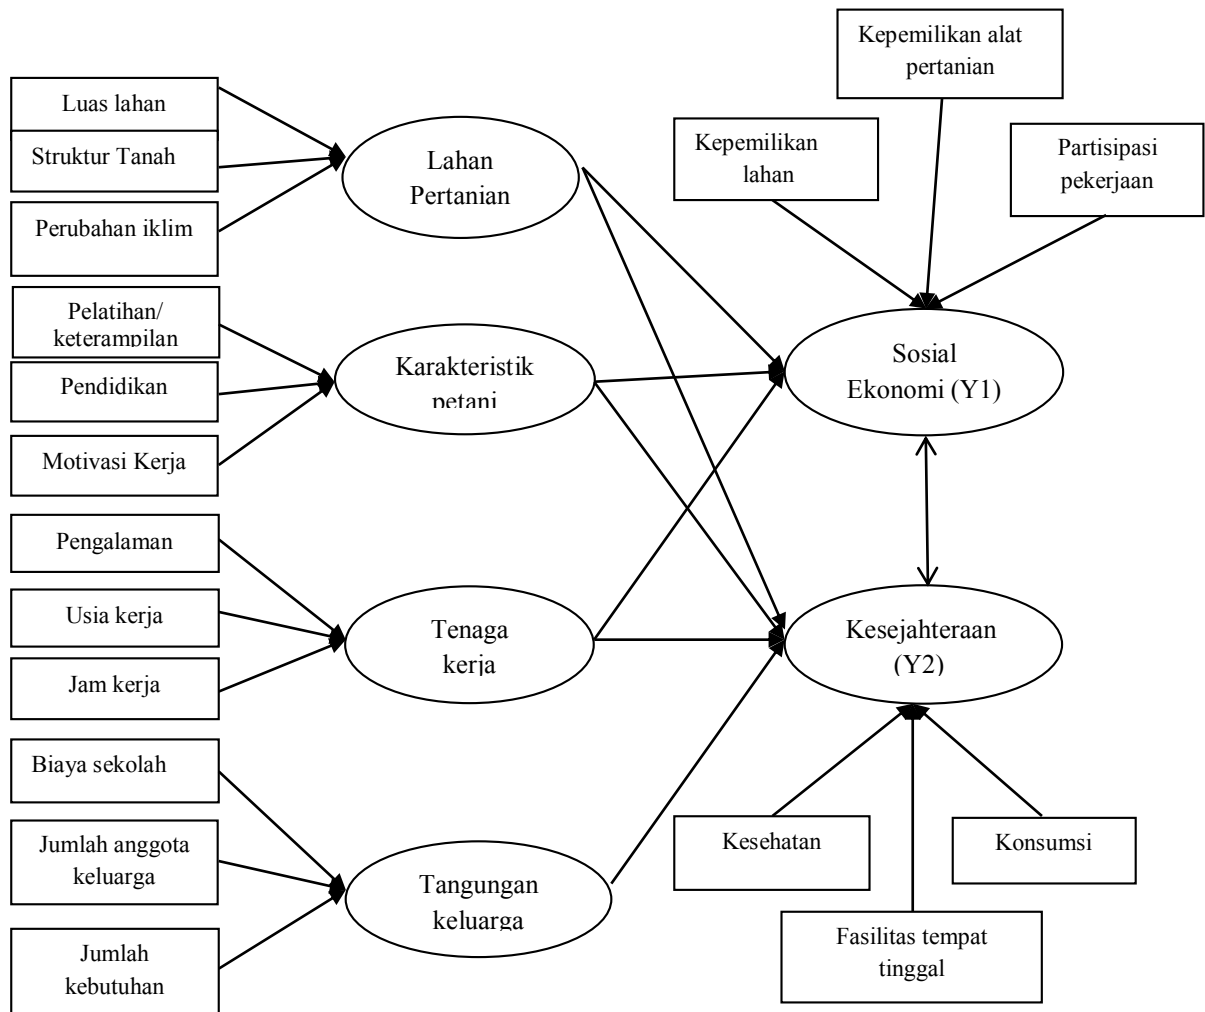 Luas lahan
Struktur Tanah
Perubahan iklim
Pelatihan/
keterampilan
Pendidikan
Motivasi Kerja
Pengalaman
Usia kerja
Jam kerja
Biaya sekolah
Jumlah anggota
keluarga
Jumlah
kebutuhan
Lahan
Pertanian
Karakteristik
petani
Tenaga
kerja
Tangungan
keluarga
Kepemilikan alat
pertanian
Kepemilikan
lahan
Partisipasi
pekerjaan
Sosial
Ekonomi (Y1)
Kesejahteraan
(Y2)
Kesehatan
Konsumsi
Fasilitas tempat
tinggal